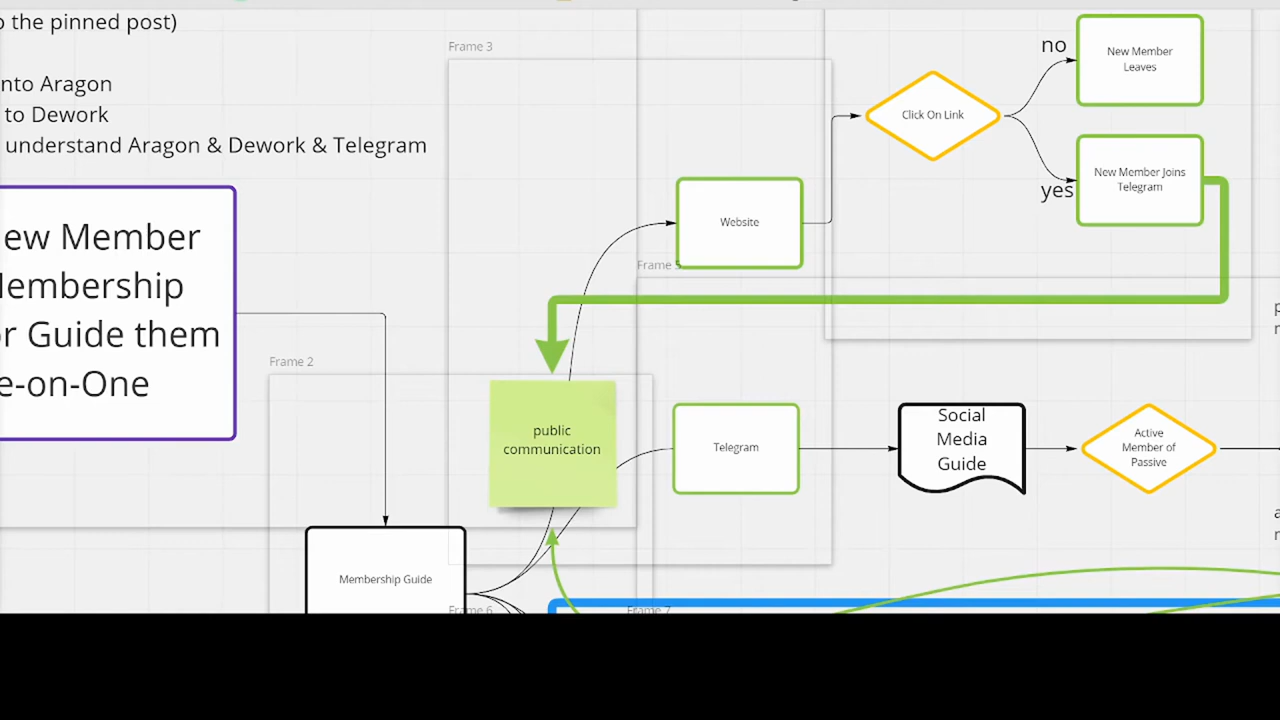 o the pinned post)
nto Aragon
to Dework
understand Aragon & Dework & Telegram
ew Member
embership
or Guide them
e-on-One
Frame 3
no
New Member
Leaves
Click On Link
New Member Joins
Telegram
yes
Website
Frame 5
Frame 2
public
communication
Telegram
Social
Media
Guide
Active
Member of
Passive
Membership Guide
Frame 6
Frame 7